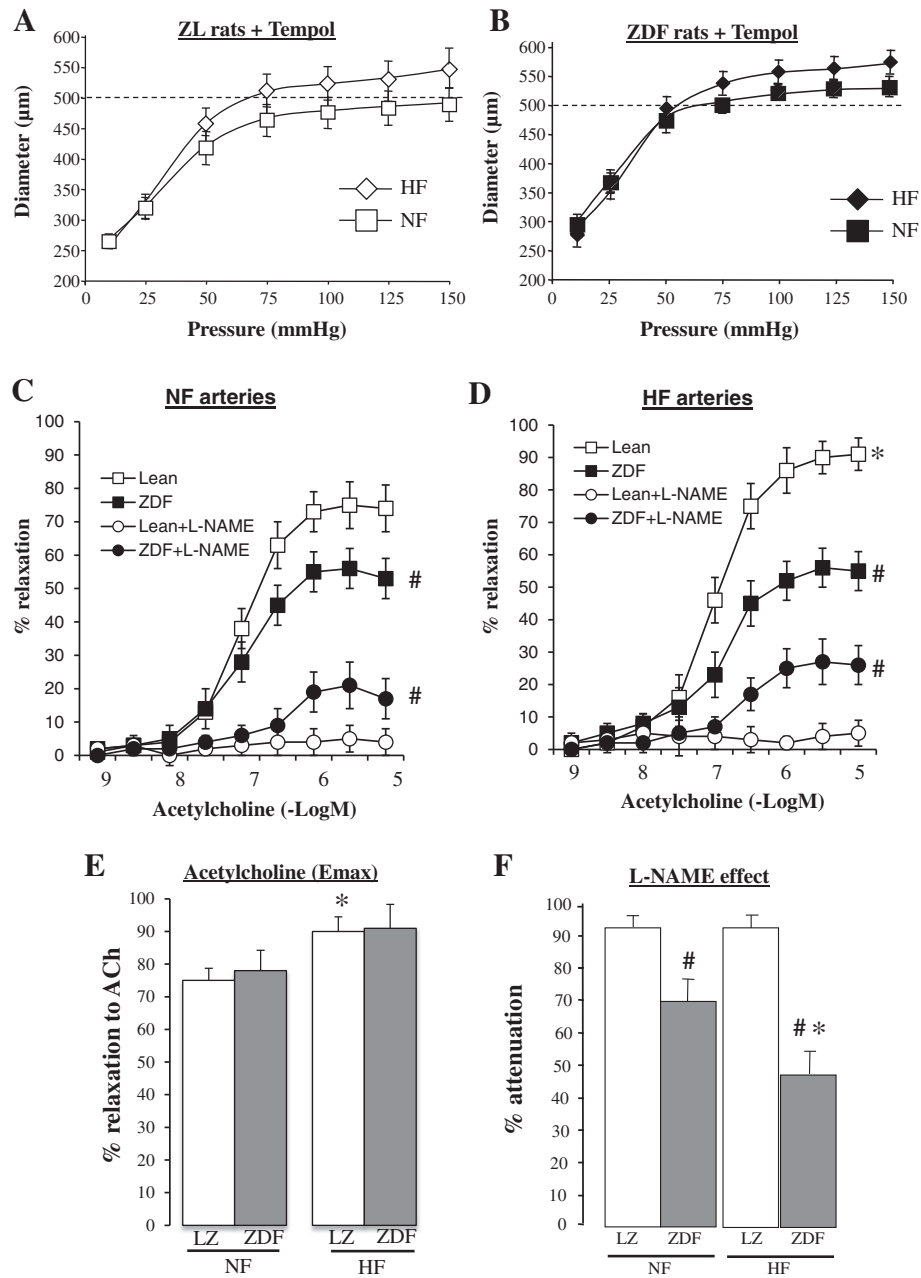 A
ZL rats + Tempol
600
550
500
450
400
350
300
250
200
Diameter (µm)
HF
NF
0
25
50
75
100
125
150
Pressure (mmHg)
B
ZDF rats + Tempol
600
550
500
450
400
350
300
250
200
Diameter (µm)
HF
NF
0
25
50
75
100
125
150
Pressure (mmHg)
C
NF arteries
100
90
80
70
60
50
40
30
20
10
0
% relaxation
Lean
ZDF
Lean+L-NAME
ZDF+L-NAME
#
#
9
8
7
6
5
Acetylcholine (-LogM)
D
HF arteries
100
90
80
70
60
50
40
30
20
10
0
% relaxation
Lean
ZDF
Lean+L-NAME
ZDF+L-NAME
*
#
#
9
8
7
6
5
Acetylcholine (-LogM)
E
Acetylcholine (Emax)
100
90
80
70
60
50
40
30
20
10
0
% relaxation to ACh
*
LZ ZDF LZ ZDF
NF HF
F
L-NAME effect
100
90
80
70
60
50
40
30
20
10
0
% attenuation
#
# *
LZ ZDF LZ ZDF
NF HF